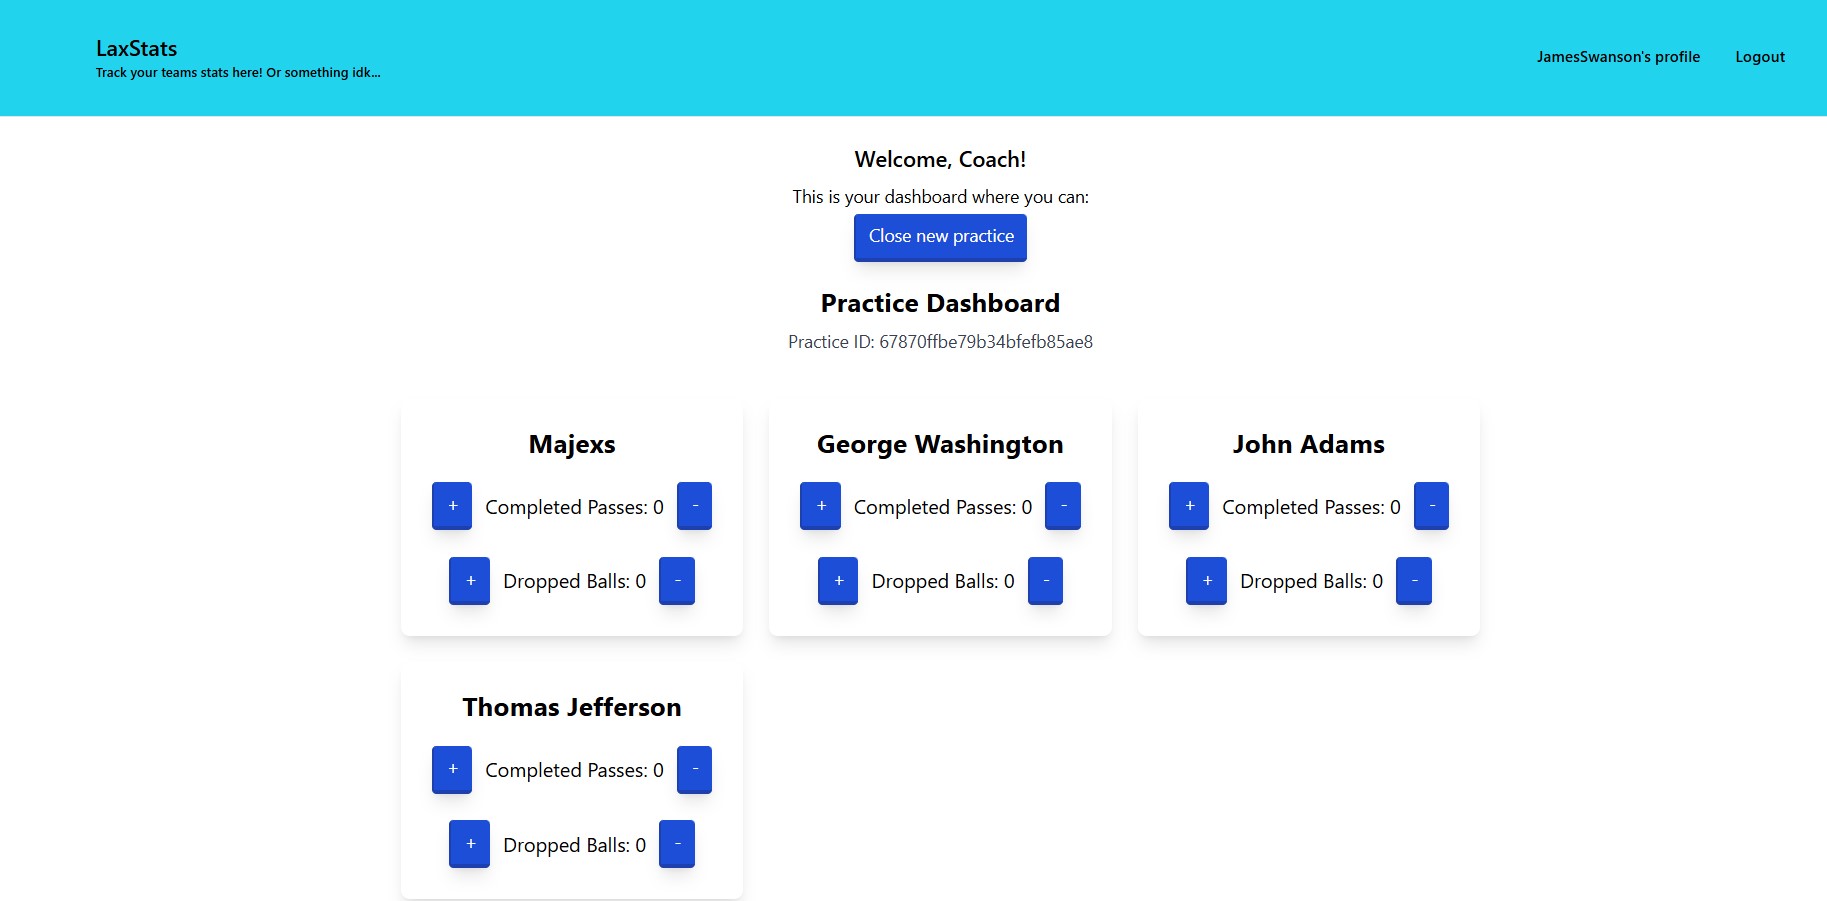 LaxStats
Track your teams stats here! Or something idk...
JamesSwanson's profile
Logout
Welcome, Coach!
This is your dashboard where you can:
Close new practice
Practice Dashboard
Practice ID: 67870ffbe79b34bfefb85ae8
Majexs
+ Completed Passes: 0 -
+ Dropped Balls: 0 -
George Washington
+ Completed Passes: 0 -
+ Dropped Balls: 0 -
John Adams
+ Completed Passes: 0 -
+ Dropped Balls: 0 -
Thomas Jefferson
+ Completed Passes: 0 -
+ Dropped Balls: 0 -